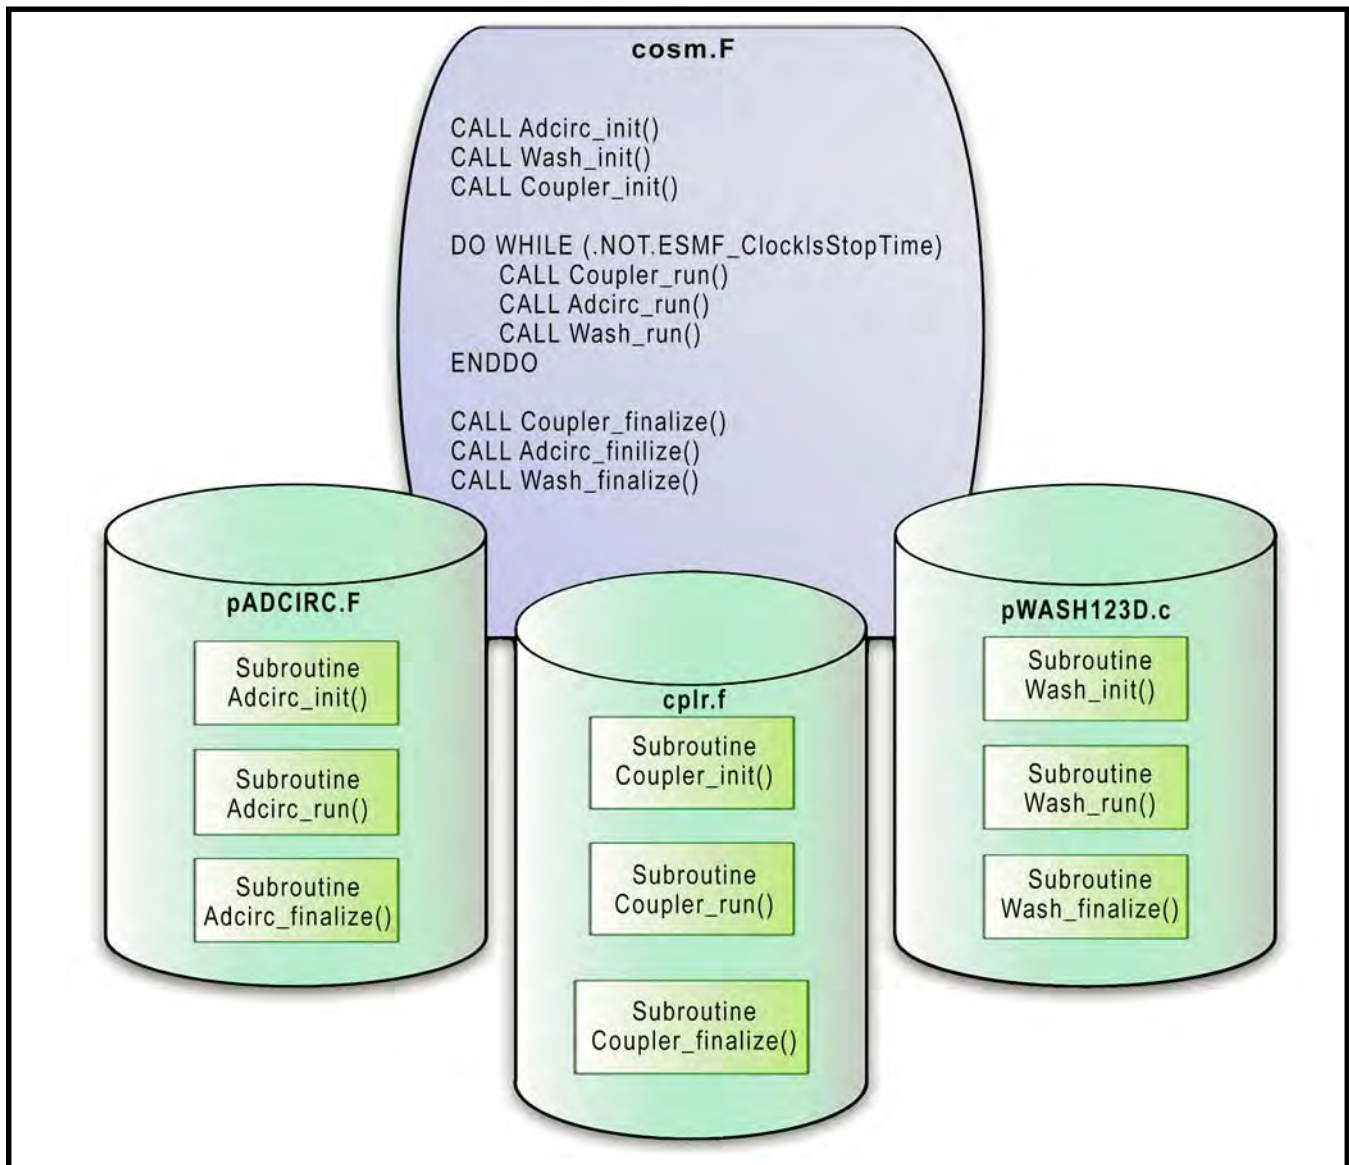 cosm.F
CALL Adcirc_init()
CALL Wash_init()
CALL Coupler_init()
DO WHILE (.NOT.ESMF_ClockIsStopTime)
CALL Coupler_run()
CALL Adcirc_run()
CALL Wash_run()
ENDDO
CALL Coupler_finalize()
CALL Adcirc_finilize()
CALL Wash_finalize()
pADCIRC.F
Subroutine
Adcirc_init()
Subroutine
Adcirc_run()
Subroutine
Adcirc_finalize()
cplr.f
Subroutine
Coupler_init()
Subroutine
Coupler_run()
Subroutine
Coupler_finalize()
pWASH123D.c
Subroutine
Wash_init()
Subroutine
Wash_run()
Subroutine
Wash_finalize()